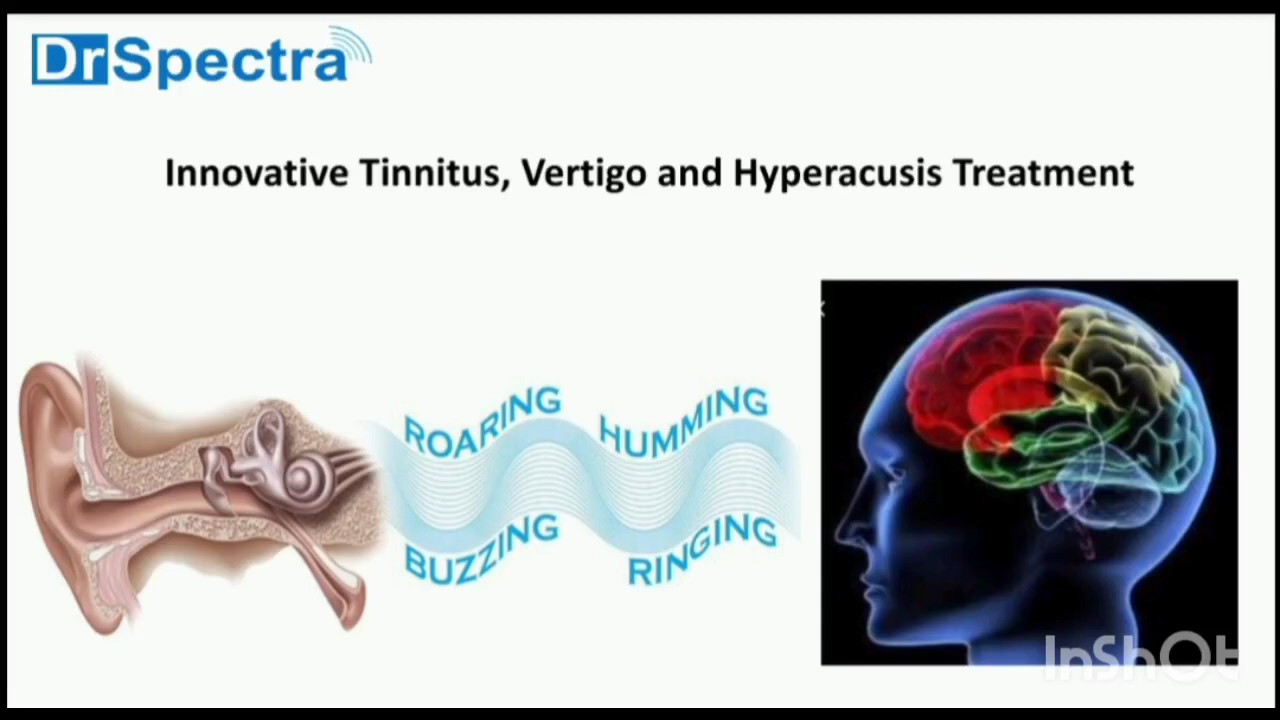 DrSpectra
Innovative Tinnitus, Vertigo and Hyperacusis Treatment
ROARING
HUMMING
BUZZING
RINGING
InShOt